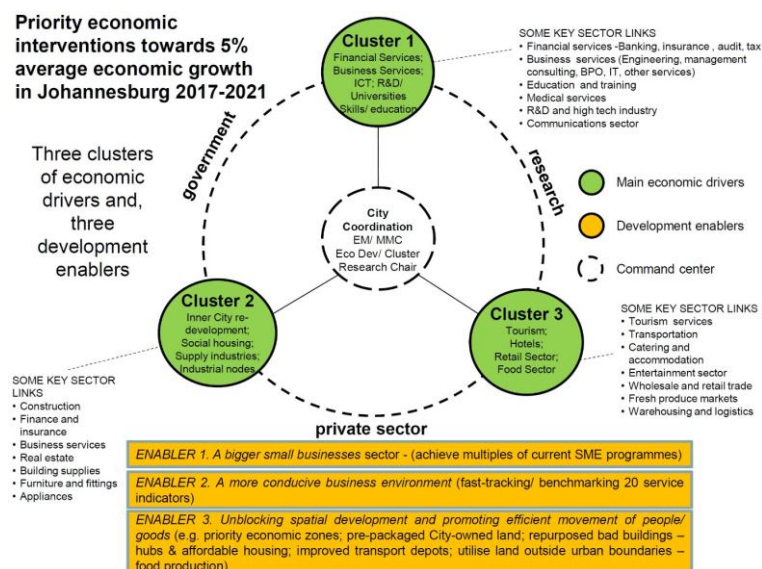 Priority economic
interventions towards 5%
average economic growth
in Johannesburg 2017-2021
Three clusters
of economic
drivers and,
three
development
enablers
Cluster 1
Financial Services;
Business Services;
ICT; R&D/
Universities
Skills/ education
SOME KEY SECTOR LINKS
• Financial services -Banking, insurance , audit, tax
• Business services (Engineering, management
consulting, BPO, IT, other services)
• Education and training
• Medical services
• R&D and high tech industry
• Communications sector
government
research
Main economic drivers
Development enablers
Command center
City
Coordination
EM/ MMC
Eco Dev/ Cluster
Research Chair
Cluster 2
Inner City re-
development;
Social housing;
Supply industries;
Industrial nodes
Cluster 3
Tourism;
Hotels;
Retail Sector;
Food Sector
SOME KEY SECTOR LINKS
• Tourism services
• Transportation
• Catering and
accommodation
• Entertainment sector
• Wholesale and retail trade
• Fresh produce markets
• Warehousing and logistics
SOME KEY SECTOR
LINKS
• Construction
• Finance and
insurance
• Business services
• Real estate
• Building supplies
• Furniture and fittings
• Appliances
private sector
ENABLER 1. A bigger small businesses sector - (achieve multiples of current SME programmes)
ENABLER 2. A more conducive business environment (fast-tracking/ benchmarking 20 service
indicators)
ENABLER 3. Unblocking spatial development and promoting efficient movement of people/
goods (e.g. priority economic zones; pre-packaged City-owned land; repurposed bad buildings –
hubs & affordable housing; improved transport depots; utilise land outside urban boundaries –
food production)